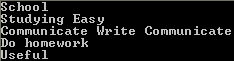 School
Studying Easy
Communicate Write Communicate
Do homework
Useful